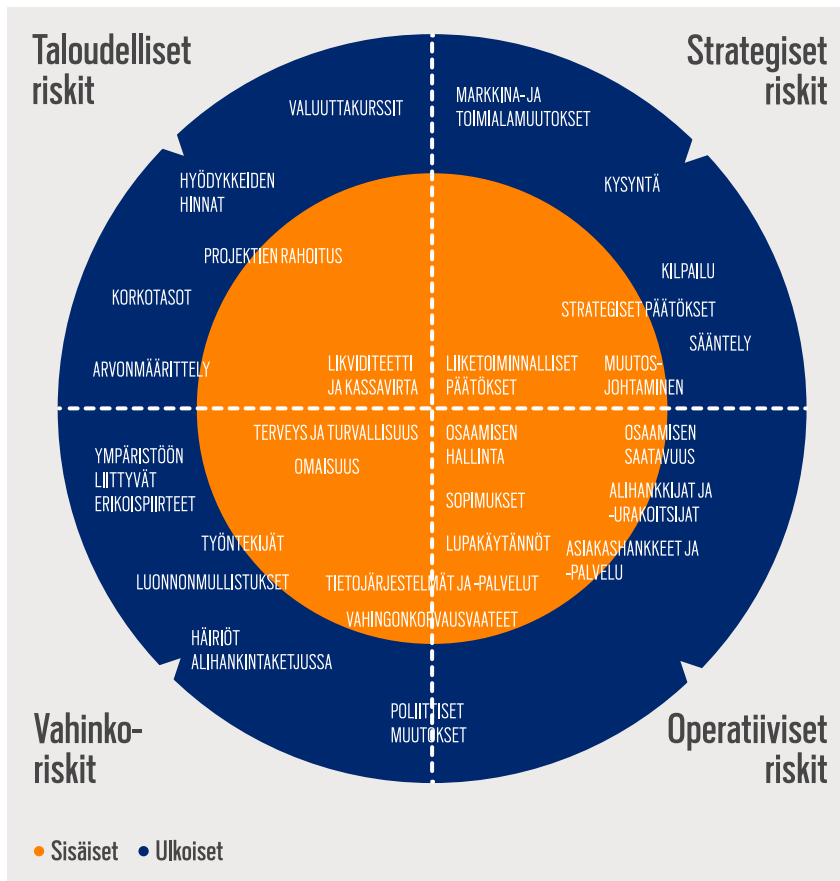 Taloudelliset
riskit
Strategiset
riskit
VALUUTTAKURSSIT
MARKKINA- JA
TOIMIALAMUUTOKSET
HYÖDYKKEIDEN
HINNAT
KYSYNTÄ
PROJEKTIEN RAHOITUS
KILPAILU
KORKOTASOT
STRATEGISET PÄÄTÖKSET
SÄÄNTELY
ARVONMÄÄRITTELY
LIKVIDITEETTI
JA KASSAVIRTA
LIIKETOIMINNALLISET
PÄÄTÖKSET
MUUTOS-
JOHTAMINEN
TERVEYS JA TURVALLISUUS
OMAISUUS
OSAAMISEN
HALLINTA
OSAAMISEN
SAATAVUUS
YMPÄRISTÖÖN
LIITTYVÄT
ERIKOISPIIRTEET
SOPIMUKSET
ALIHANKKIJAT JA
-URAKOITSIJAT
TYÖNTEKIJÄT
LUPAKÄYTÄNNÖT
ASIAKASHANKKEET JA
-PALVELU
LUONNONMULLISTUKSET
TIETOJÄRJESTELMÄT JA -PALVELUT
VAHINGONKORVAUSVAATEET
HÄIRIÖT
ALIHANKINTAKETJUSSA
POLIITTISET
MUUTOKSET
Vahinko-
riskit
Operatiiviset
riskit
Sisäiset
Ulkoiset